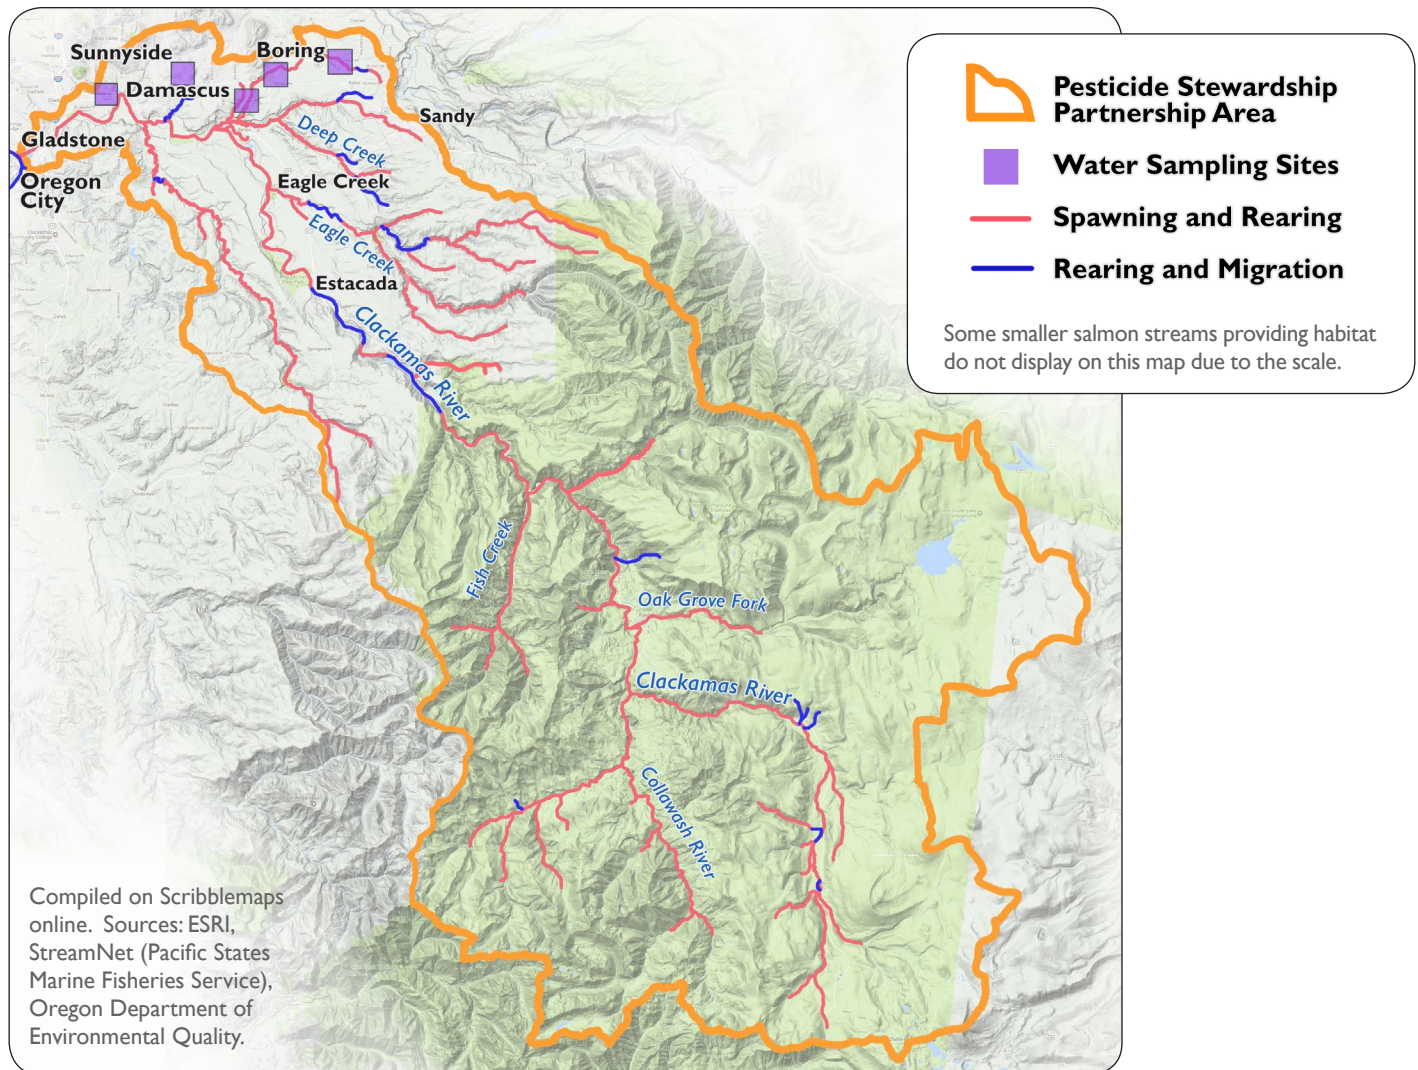 Sunnyside
Boring
Damascus
Sandy
Gladstone
Deep Creek
Oregon
City
Eagle Creek
Eagle Creek
Estacada
Clackamas River
Fish Creek
Oak Grove Fork
Clackamas River
Collawash River
Pesticide Stewardship
Partnership Area
Water Sampling Sites
Spawning and Rearing
Rearing and Migration
Some smaller salmon streams providing habitat
do not display on this map due to the scale.
Compiled on Scribblemaps
online. Sources: ESRI,
StreamNet (Pacific States
Marine Fisheries Service),
Oregon Department of
Environmental Quality.